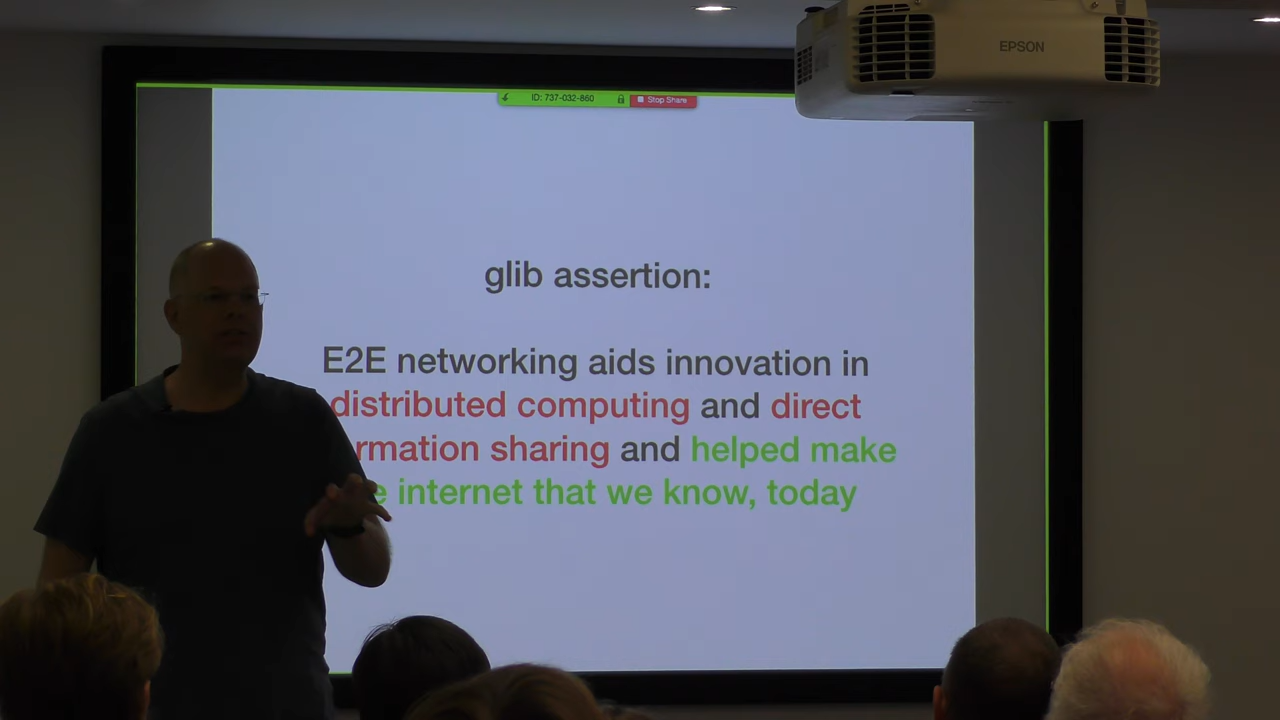 EPSON
ID: 737-032-860 Stop Share
glib assertion:
E2E networking aids innovation in
distributed computing and direct
rmation sharing and helped make
e internet that we know, today